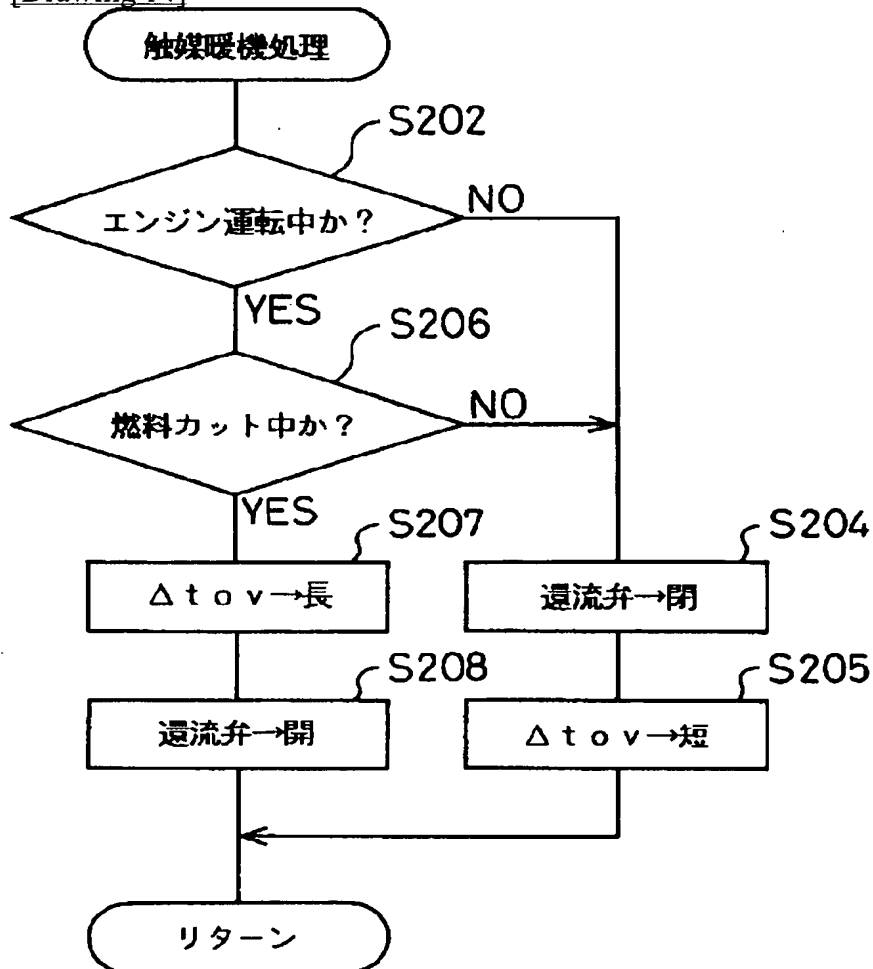 触媒暖機処理
S202
エンジン運転中か?
NO
YES
S206
燃料カット中か?
NO
YES
S207
S204
Δtov→長
還流弁→閉
S208
S205
還流弁→開
Δtov→短
リターン